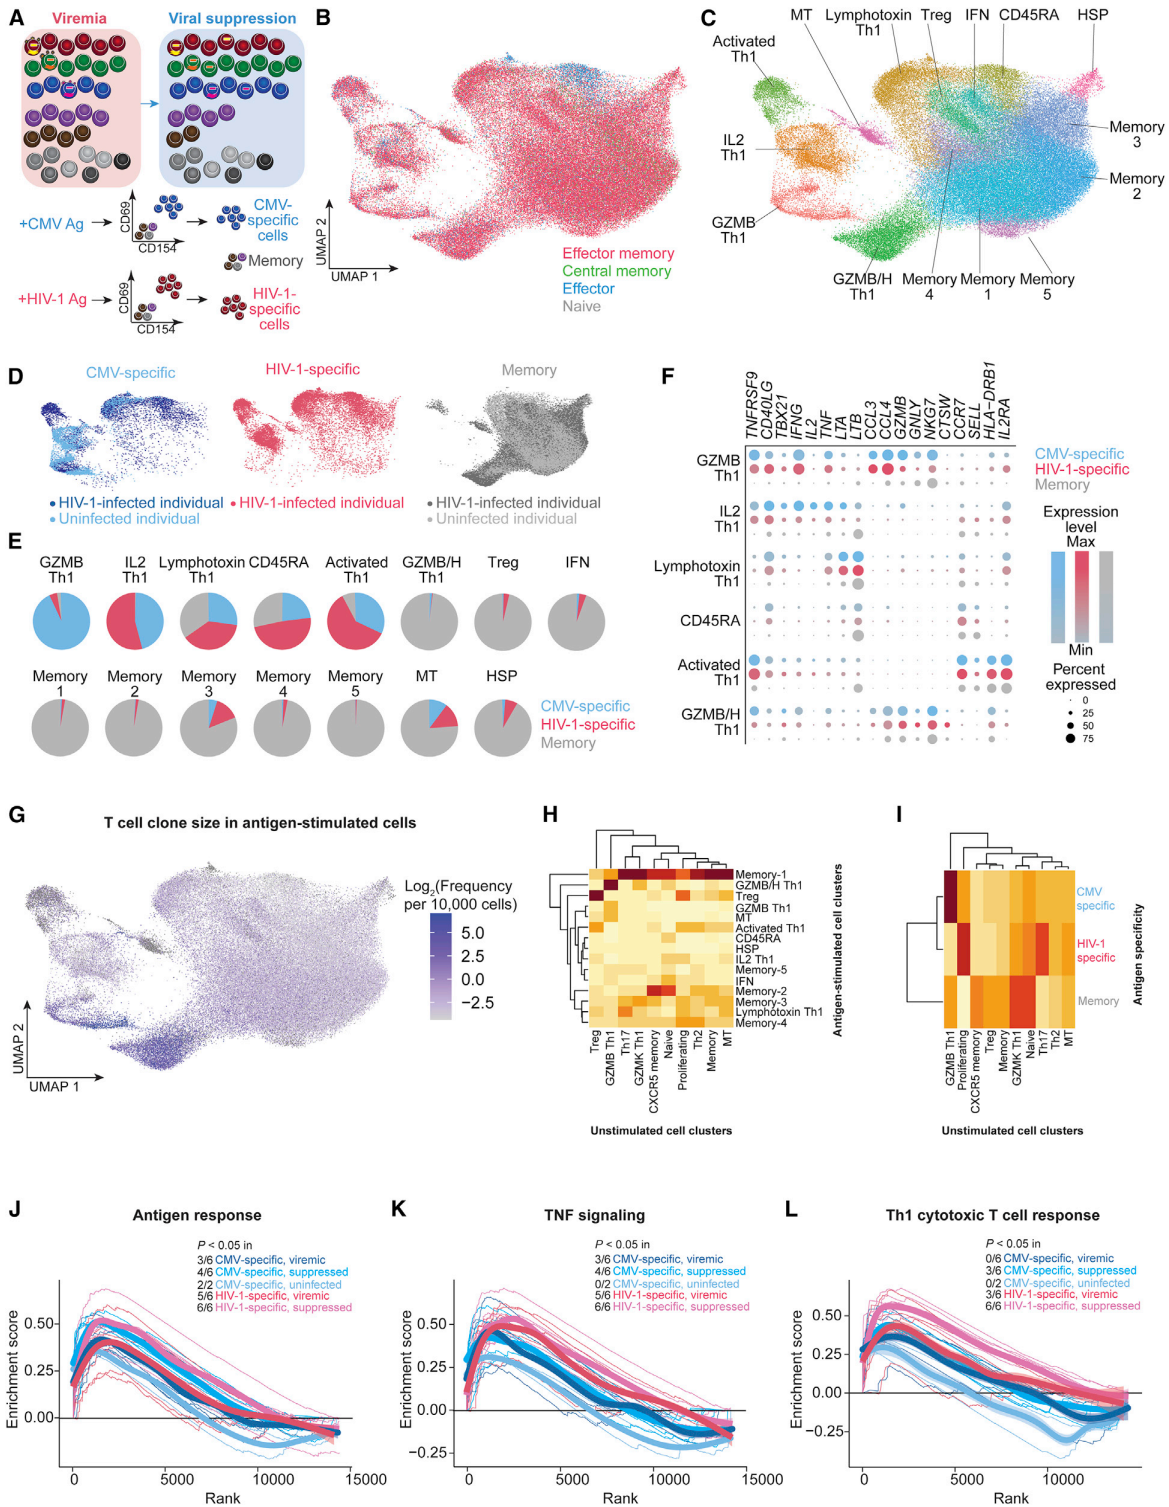 A
Viremia
Viral suppression
+CMV Ag
CD69
CD154
CMV-
specific
cells
Memory
+HIV-1 Ag
CD69
CD154
HIV-1-
specific
cells
B
UMAP 2
UMAP 1
Effector memory
Central memory
Effector
Naive
C
MT
Lymphotoxin
Th1
Treg
IFN
CD45RA
HSP
Activated
Th1
IL2
Th1
GZMB
Th1
Memory
3
Memory
2
GZMB/H
Th1
Memory
4
Memory
1
Memory
5
D
CMV-specific
HIV-1-specific
Memory
HIV-1-infected individual
Uninfected individual
HIV-1-infected individual
HIV-1-infected individual
Uninfected individual
E
GZMB
Th1
IL2
Th1
Lymphotoxin
Th1
CD45RA
Activated
Th1
GZMB/H
Th1
Treg
IFN
Memory
1
Memory
2
Memory
3
Memory
4
Memory
5
MT
HSP
CMV-specific
HIV-1-specific
Memory
F
TNFRSF9
CD40LG
TBX21
IFNG
IL2
TNF
LTA
LTB
CCL3
CCL4
GZMB
GNLY
NKG7
CTSW
CCR7
SELL
HLA-DRB1
IL2RA
GZMB
Th1
IL2
Th1
Lymphotoxin
Th1
CD45RA
Activated
Th1
GZMB/H
Th1
CMV-specific
HIV-1-specific
Memory
Expression
level
Max
Min
Percent
expressed
0
25
50
75
G
T cell clone size in antigen-stimulated cells
UMAP 2
UMAP 1
Log2(Frequency
per 10,000 cells)
5.0
2.5
0.0
−2.5
H
Memory-1
GZMB/H Th1
Treg
GZMB Th1
MT
Activated Th1
CD45RA
HSP
IL2 Th1
Memory-5
IFN
Memory-2
Memory-3
Lymphotoxin Th1
Memory-4
Antigen-stimulated cell clusters
Treg
GZMB Th1
Th17
GZMK Th1
CXCR5 memory
Naive
Proliferating
Th2
Memory
MT
Unstimulated cell clusters
I
CMV
specific
HIV-1
specific
Memory
Antigen specificity
GZMB Th1
Proliferating
CXCR5 memory
Treg
Memory
GZMK Th1
Naive
Th17
Th2
MT
Unstimulated cell clusters
J
Antigen response
P < 0.05 in
3/6 CMV-specific, viremic
4/6 CMV-specific, suppressed
2/2 CMV-specific, uninfected
5/6 HIV-1-specific, viremic
6/6 HIV-1-specific, suppressed
Enrichment score
0.50
0.25
0.00
0
5000
10000
15000
Rank
K
TNF signaling
P < 0.05 in
3/6 CMV-specific, viremic
4/6 CMV-specific, suppressed
0/2 CMV-specific, uninfected
5/6 HIV-1-specific, viremic
6/6 HIV-1-specific, suppressed
Enrichment score
0.50
0.25
0.00
−0.25
0
5000
10000
15000
Rank
L
Th1 cytotoxic T cell response
P < 0.05 in
0/6 CMV-specific, viremic
3/6 CMV-specific, suppressed
0/2 CMV-specific, uninfected
3/6 HIV-1-specific, viremic
6/6 HIV-1-specific, suppressed
Enrichment score
0.50
0.25
0.00
−0.25
0
5000
10000
Rank